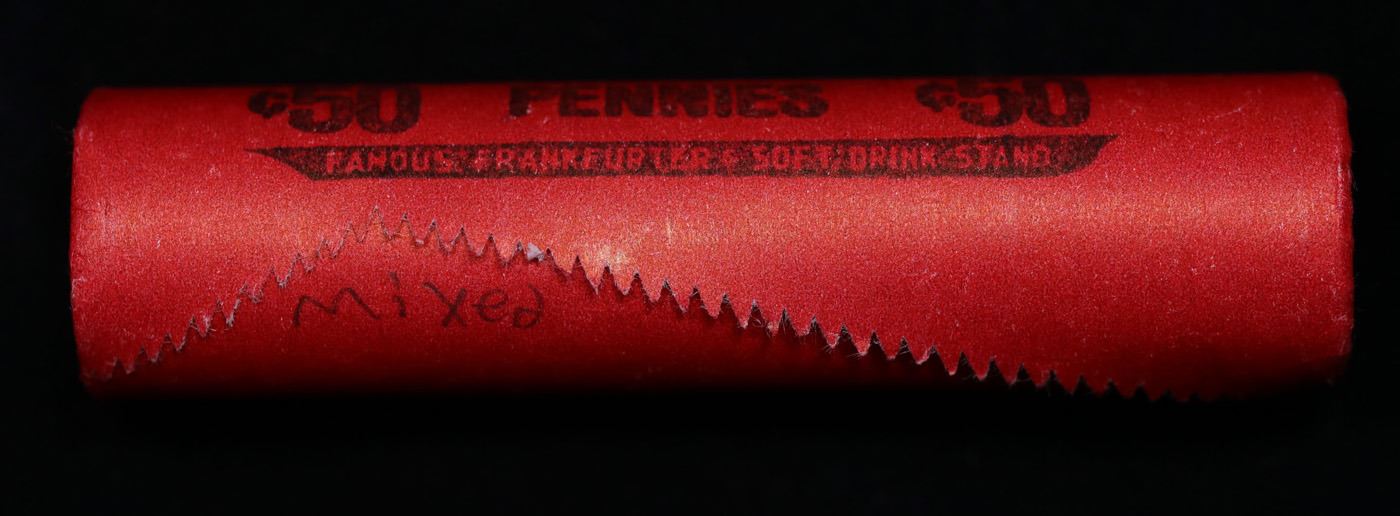 ¢50 PENNIES ¢50
FAMOUS FRANKFURTER & SOFT DRINK STAND
Mixed